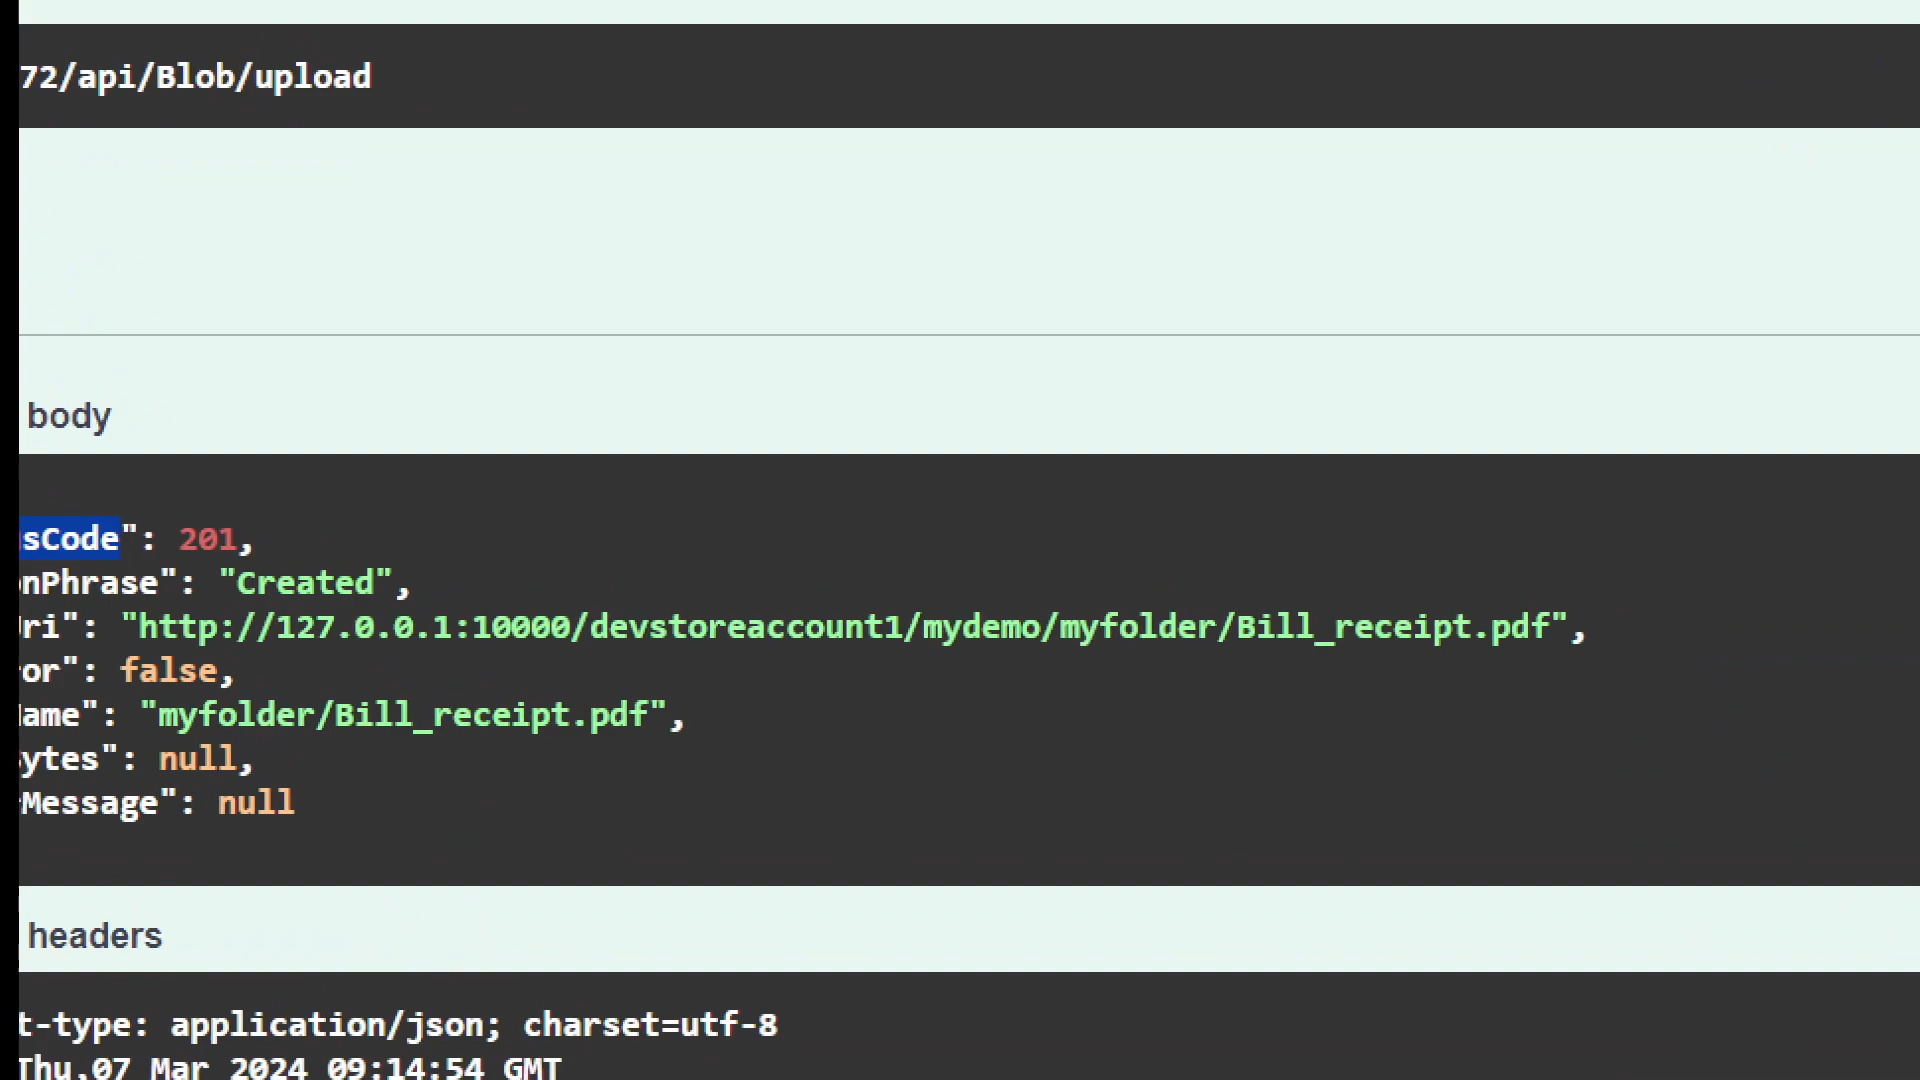 72/api/Blob/upload
body
sCode": 201,
nPhrase": "Created",
ri": "http://127.0.0.1:10000/devstoreaccount1/mydemo/myfolder/Bill_receipt.pdf",
or": false,
ame": "myfolder/Bill_receipt.pdf",
ytes": null,
Message": null
headers
t-type: application/json; charset=utf-8
Thu,07 Mar 2024 09:14:54 GMT